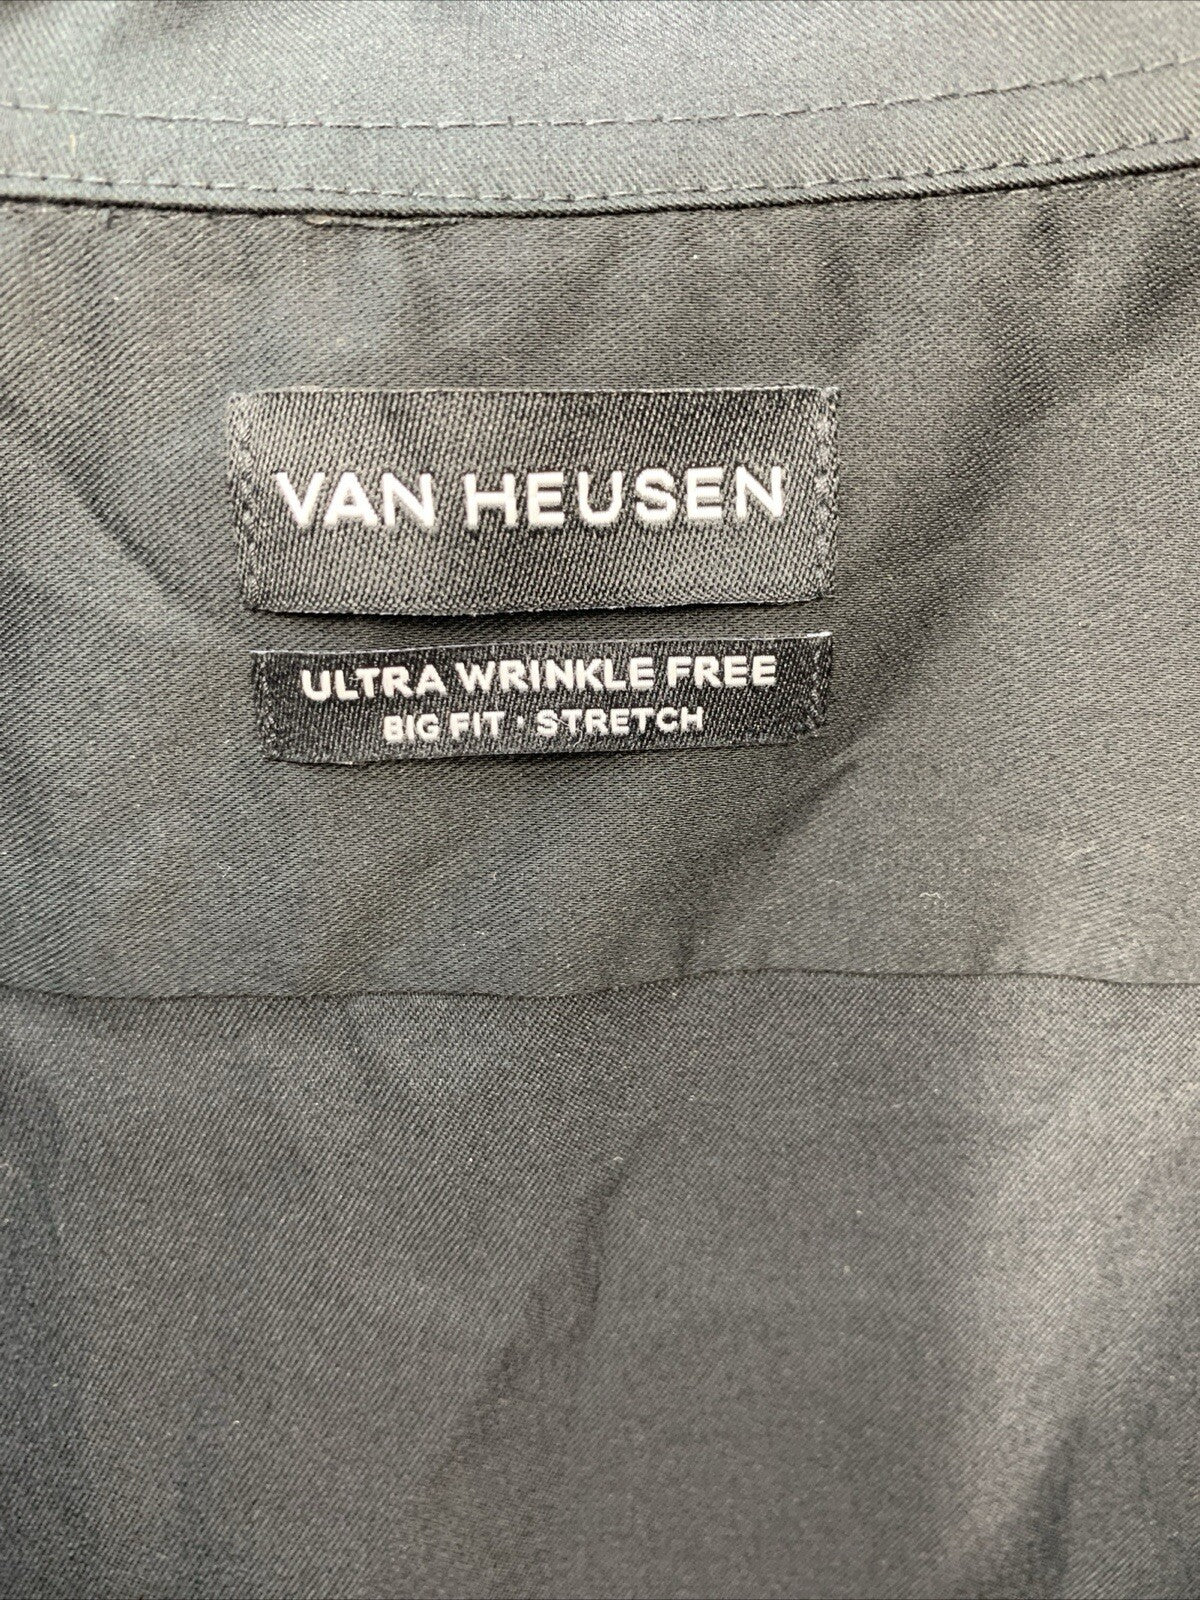 VAN HEUSEN
ULTRA WRINKLE FREE
BIG FIT · STRETCH